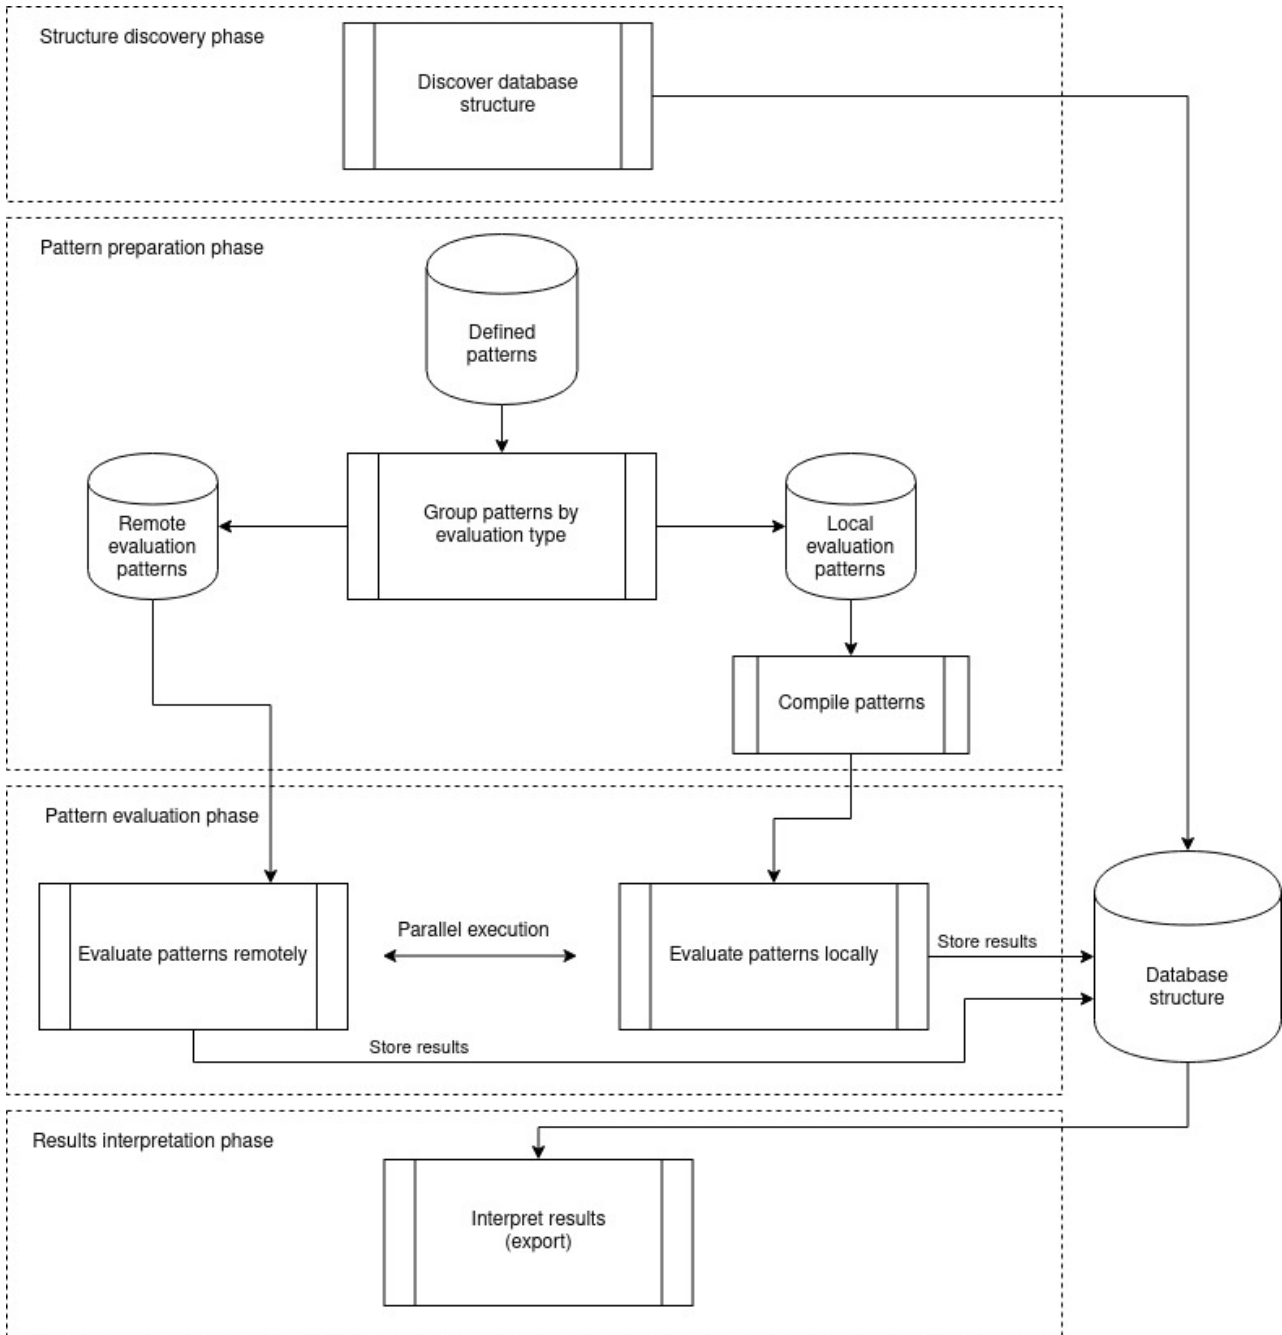 Structure discovery phase
Discover database
structure
Pattern preparation phase
Defined
patterns
Remote
evaluation
patterns
Group patterns by
evaluation type
Local
evaluation
patterns
Compile patterns
Pattern evaluation phase
Evaluate patterns remotely
Parallel execution
Evaluate patterns locally
Store results
Database
structure
Store results
Results interpretation phase
Interpret results
(export)